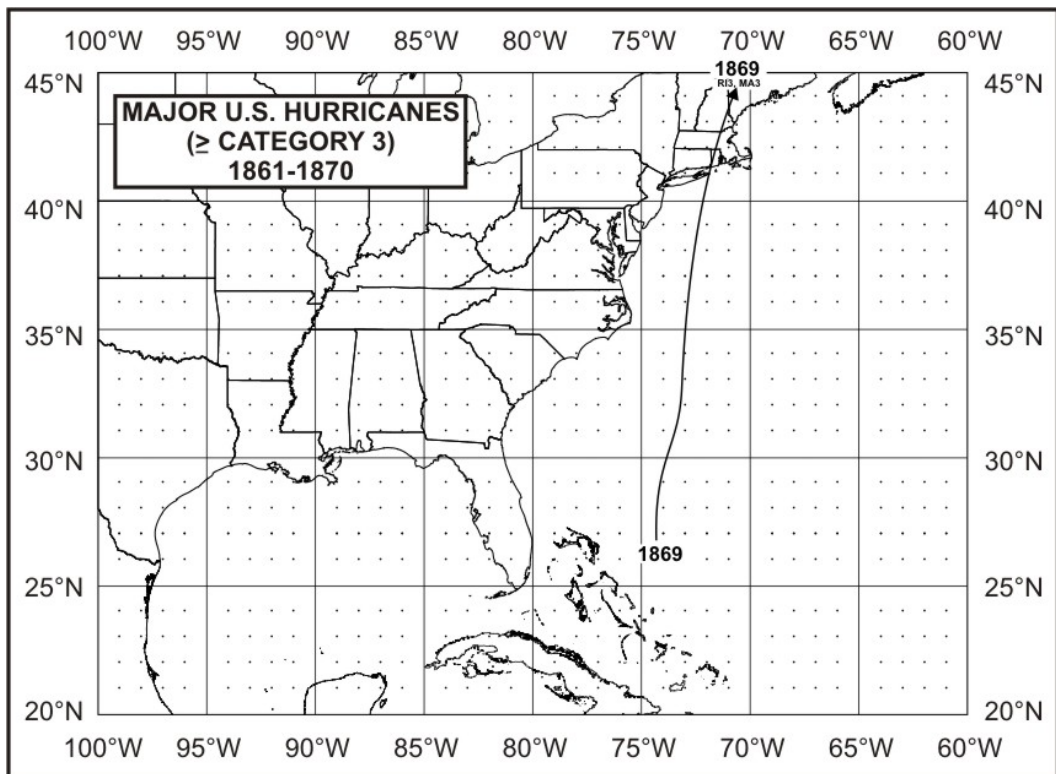 100°W 95°W 90°W 85°W 80°W 75°W 70°W 65°W 60°W
45°N 1869 45°N
RI3, MA3
MAJOR U.S. HURRICANES
(≥ CATEGORY 3)
1861-1870
40°N 40°N
35°N 35°N
30°N 30°N
1869
25°N 25°N
20°N 20°N
100°W 95°W 90°W 85°W 80°W 75°W 70°W 65°W 60°W